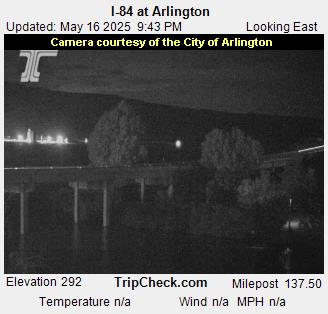 I-84 at Arlington
Updated: May 16 2025 9:43 PM Looking East
Camera courtesy of the City of Arlington
Elevation 292 TripCheck.com Milepost 137.50
Temperature n/a Wind n/a MPH n/a